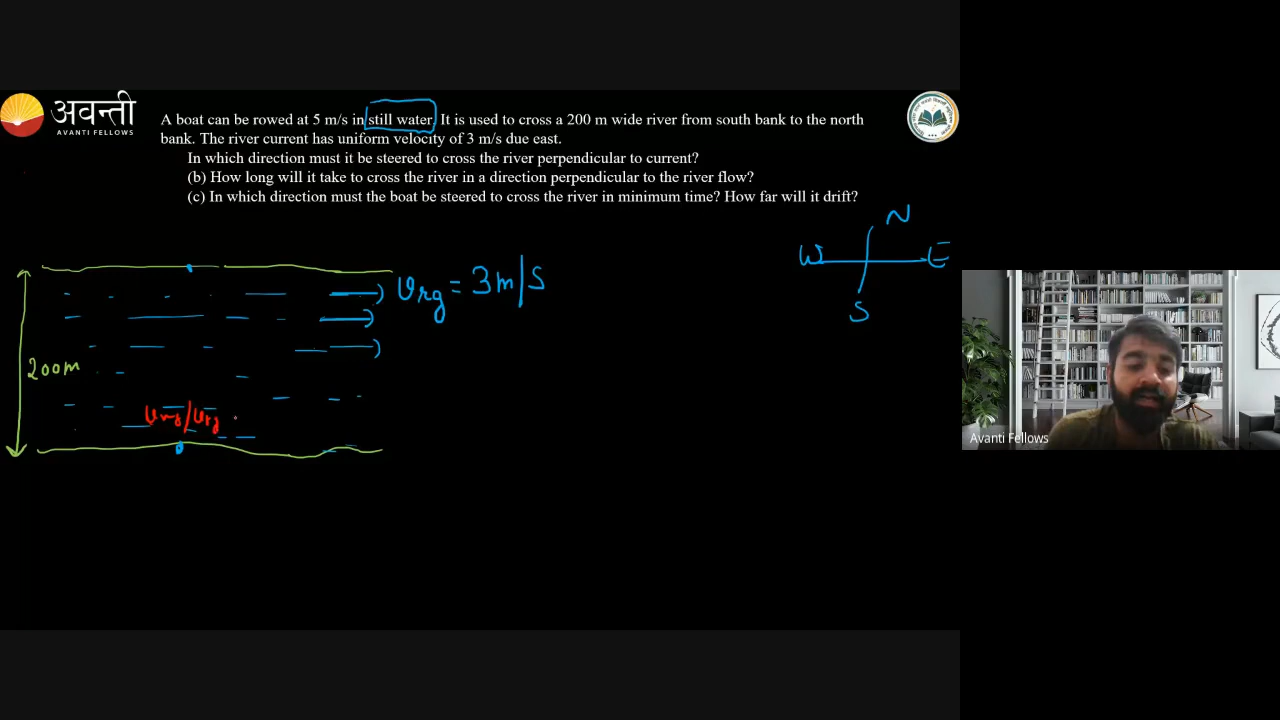 अवन्ती
AVANTI FELLOWS
A boat can be rowed at 5 m/s in still water. It is used to cross a 200 m wide river from south bank to the north
bank. The river current has uniform velocity of 3 m/s due east.
In which direction must it be steered to cross the river perpendicular to current?
(b) How long will it take to cross the river in a direction perpendicular to the river flow?
(c) In which direction must the boat be steered to cross the river in minimum time? How far will it drift?
N
W E
S
υrg = 3m/s
200m
υrg
Avanti Fellows